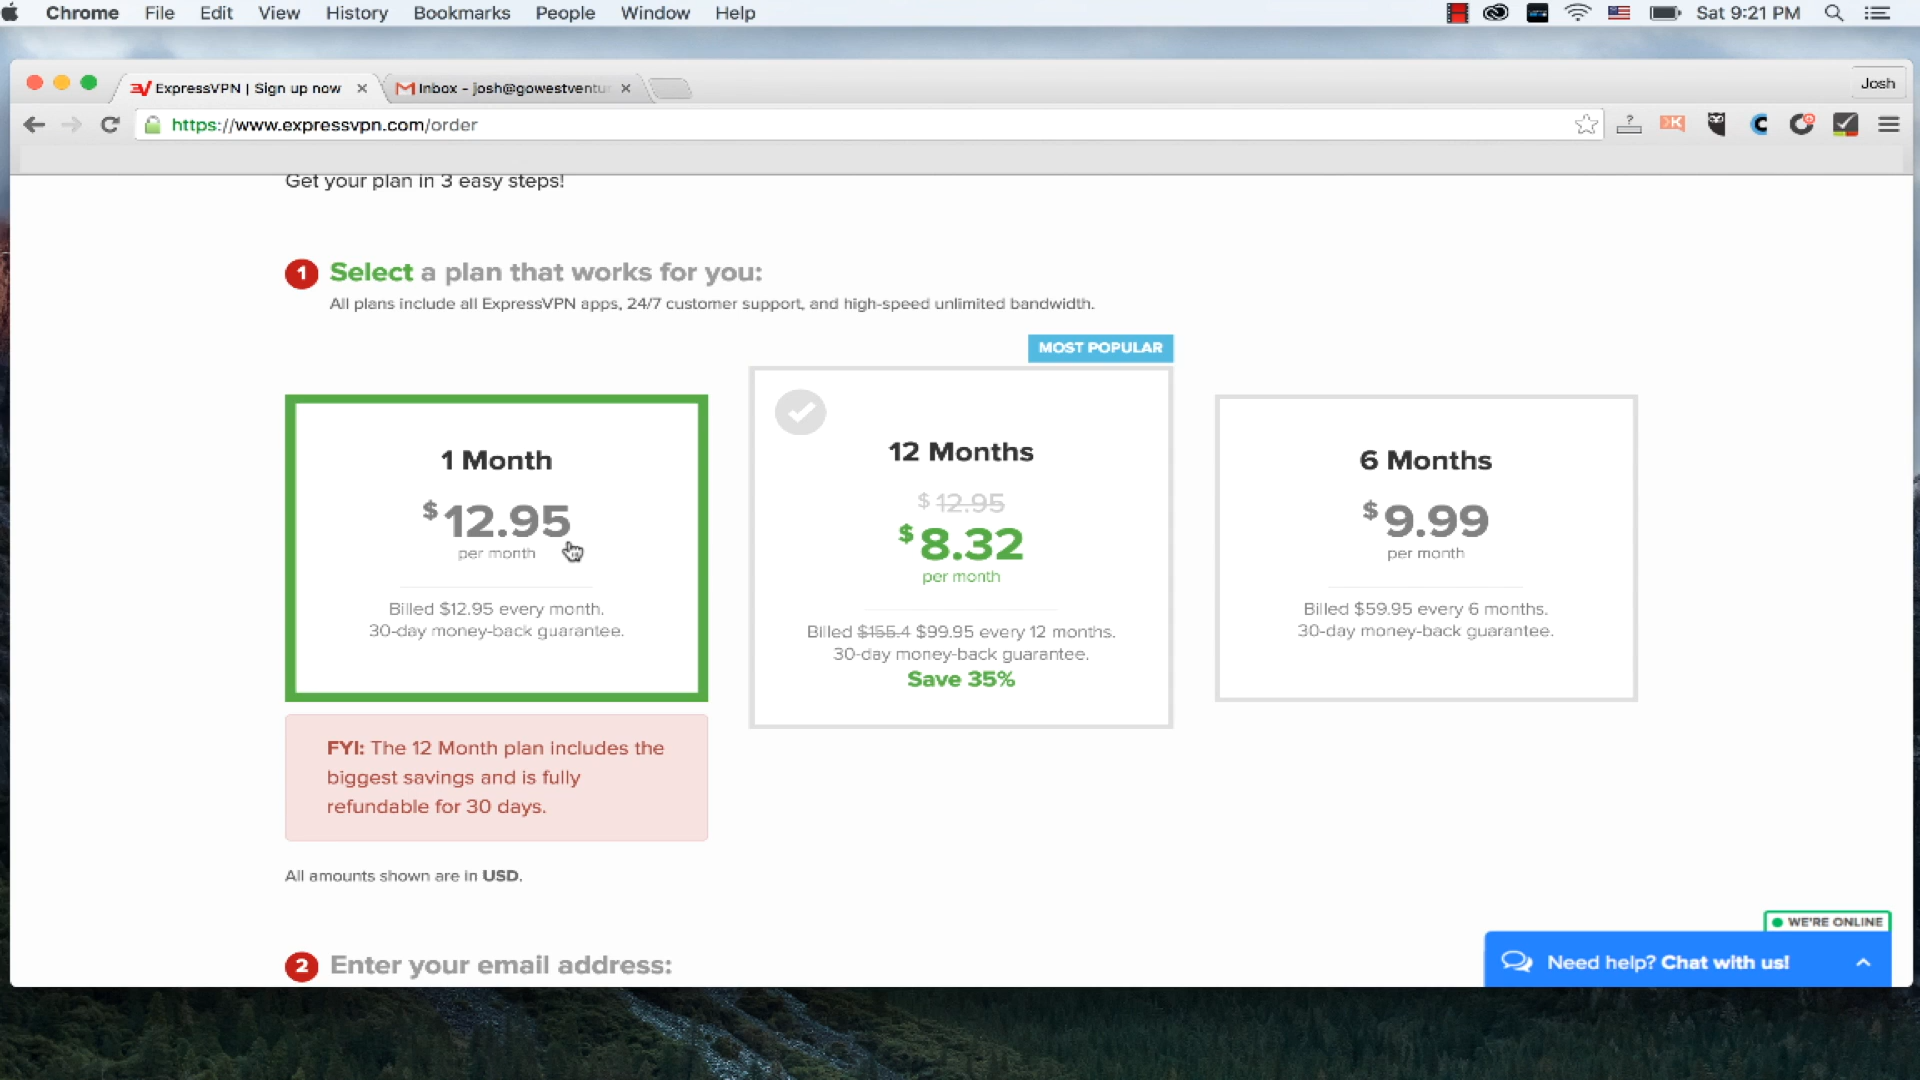 Chrome File Edit View History Bookmarks People Window Help Sat 9:21 PM
ExpressVPN | Sign up now Inbox - josh@gowestventu Josh
https://www.expressvpn.com/order
Get your plan in 3 easy steps!
1 Select a plan that works for you:
All plans include all ExpressVPN apps, 24/7 customer support, and high-speed unlimited bandwidth.
MOST POPULAR
1 Month
$12.95
per month
Billed $12.95 every month.
30-day money-back guarantee.
12 Months
$12.95
$8.32
per month
Billed $155.4 $99.95 every 12 months.
30-day money-back guarantee.
Save 35%
6 Months
$9.99
per month
Billed $59.95 every 6 months.
30-day money-back guarantee.
FYI: The 12 Month plan includes the
biggest savings and is fully
refundable for 30 days.
All amounts shown are in USD.
2 Enter your email address:
WE'RE ONLINE
Need help? Chat with us!